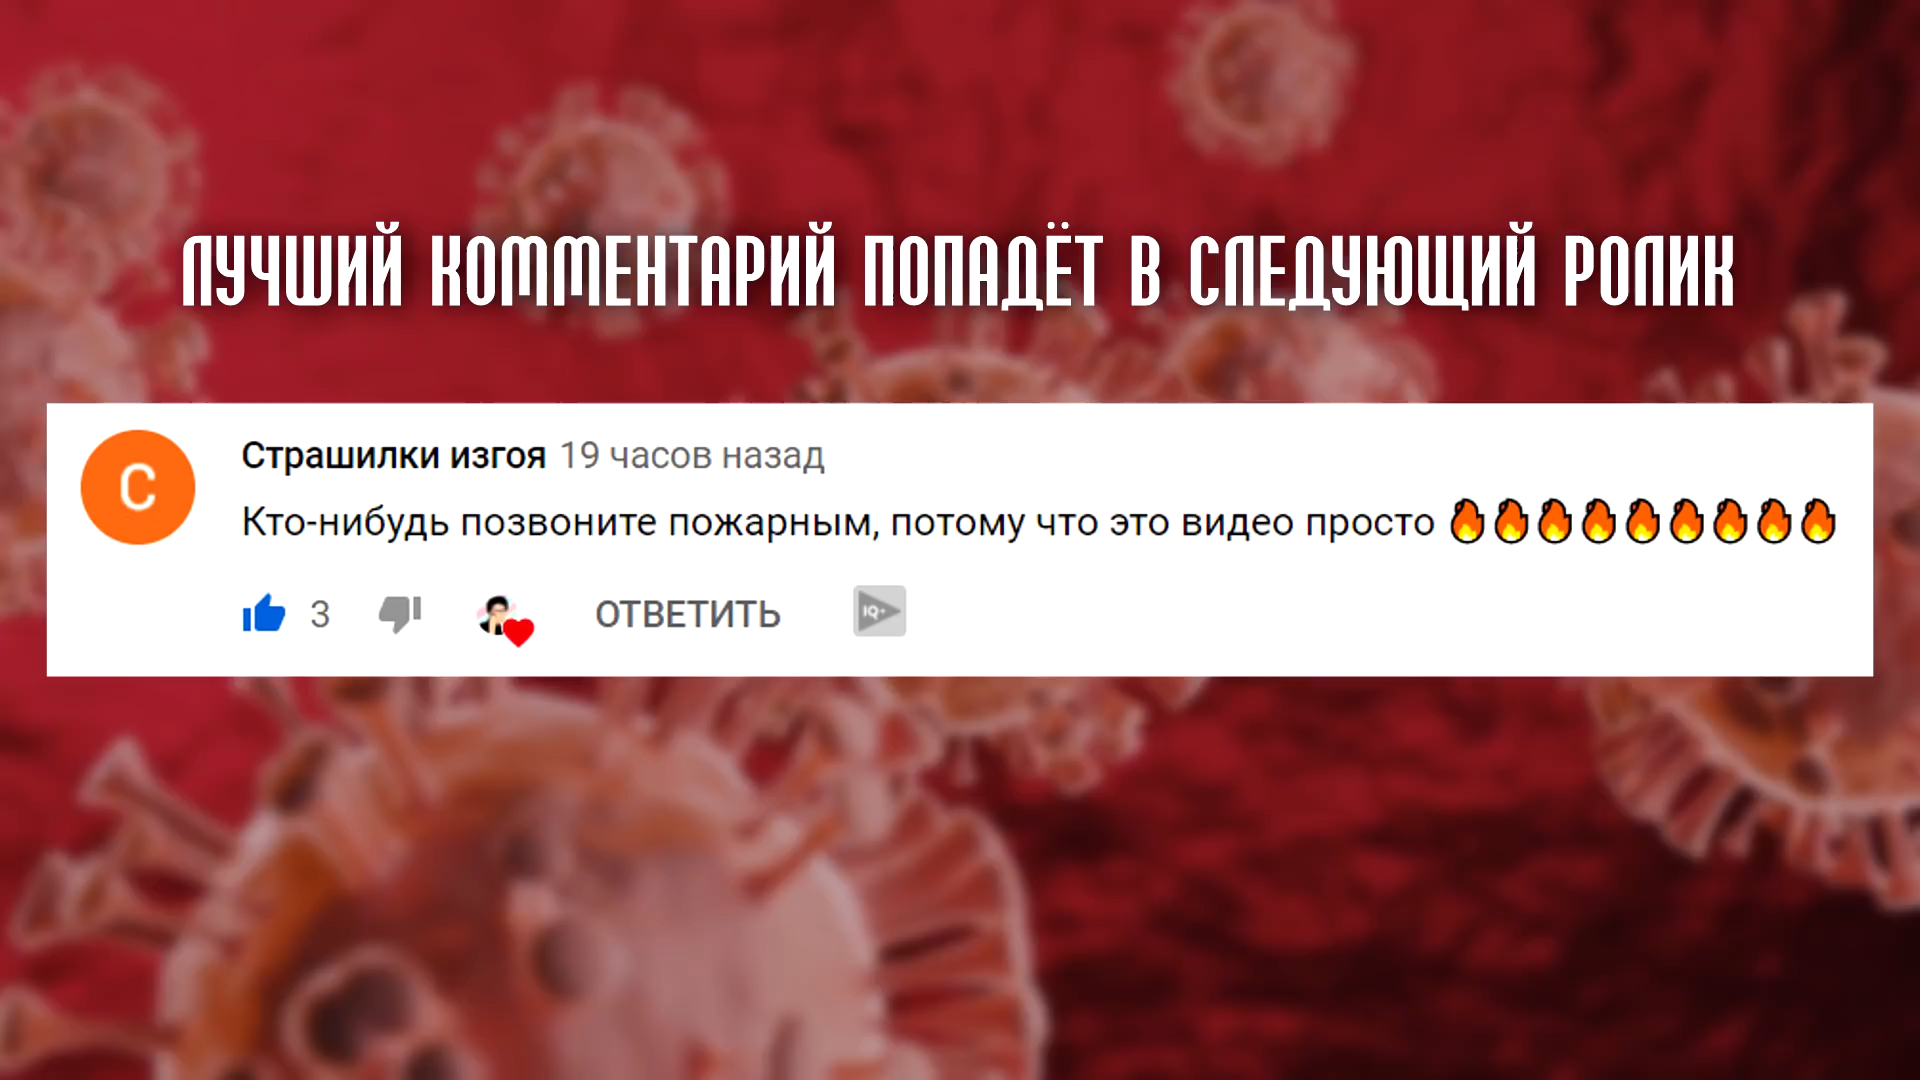 ЛУЧШИЙ КОММЕНТАРИЙ ПОПАДЁТ В СЛЕДУЮЩИЙ РОЛИК
С
Страшилки изгоя 19 часов назад
Кто-нибудь позвоните пожарным, потому что это видео просто 🔥🔥🔥🔥🔥🔥🔥🔥🔥
3 ОТВЕТИТЬ IQ+